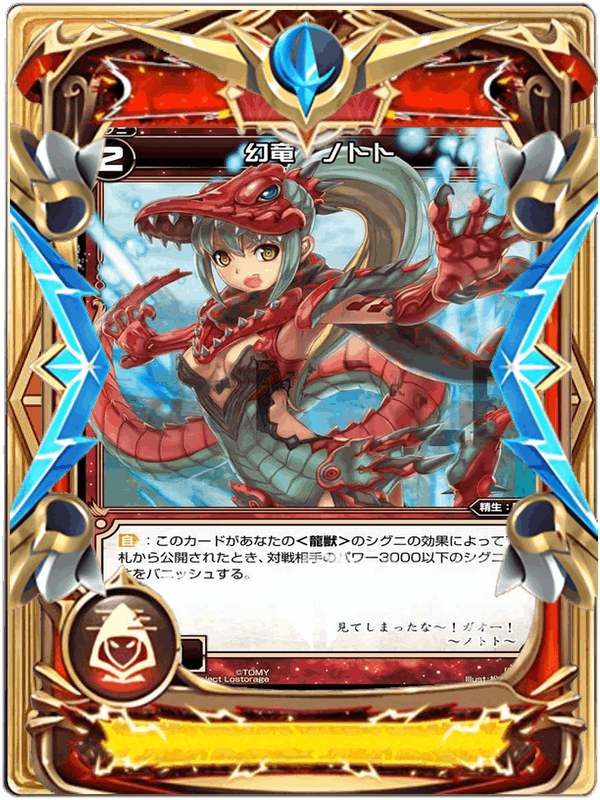 2
幻竜 ノトト
精生:
自:このカードがあなたの<龍獣>のシグニの効果によって
札から公開されたとき、対戦相手のパワー3000以下のシグニ
をバニッシュする。
見てしまったな~!ガオー!
~ノトト~
©TOMY
ject Lostorage
Illust: